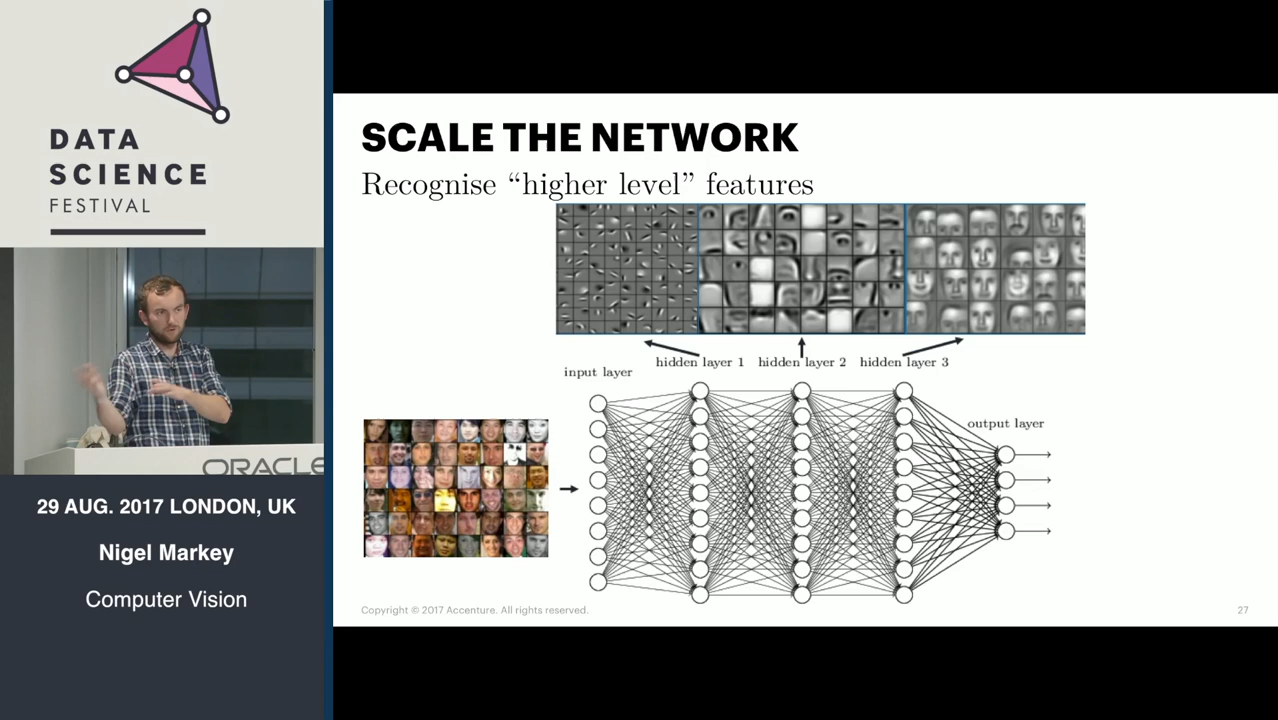 DATA
SCIENCE
FESTIVAL
ORACLE
29 AUG. 2017 LONDON, UK
Nigel Markey
Computer Vision
SCALE THE NETWORK
Recognise “higher level” features
hidden layer 1
hidden layer 2
hidden layer 3
input layer
output layer
Copyright © 2017 Accenture. All rights reserved.
27